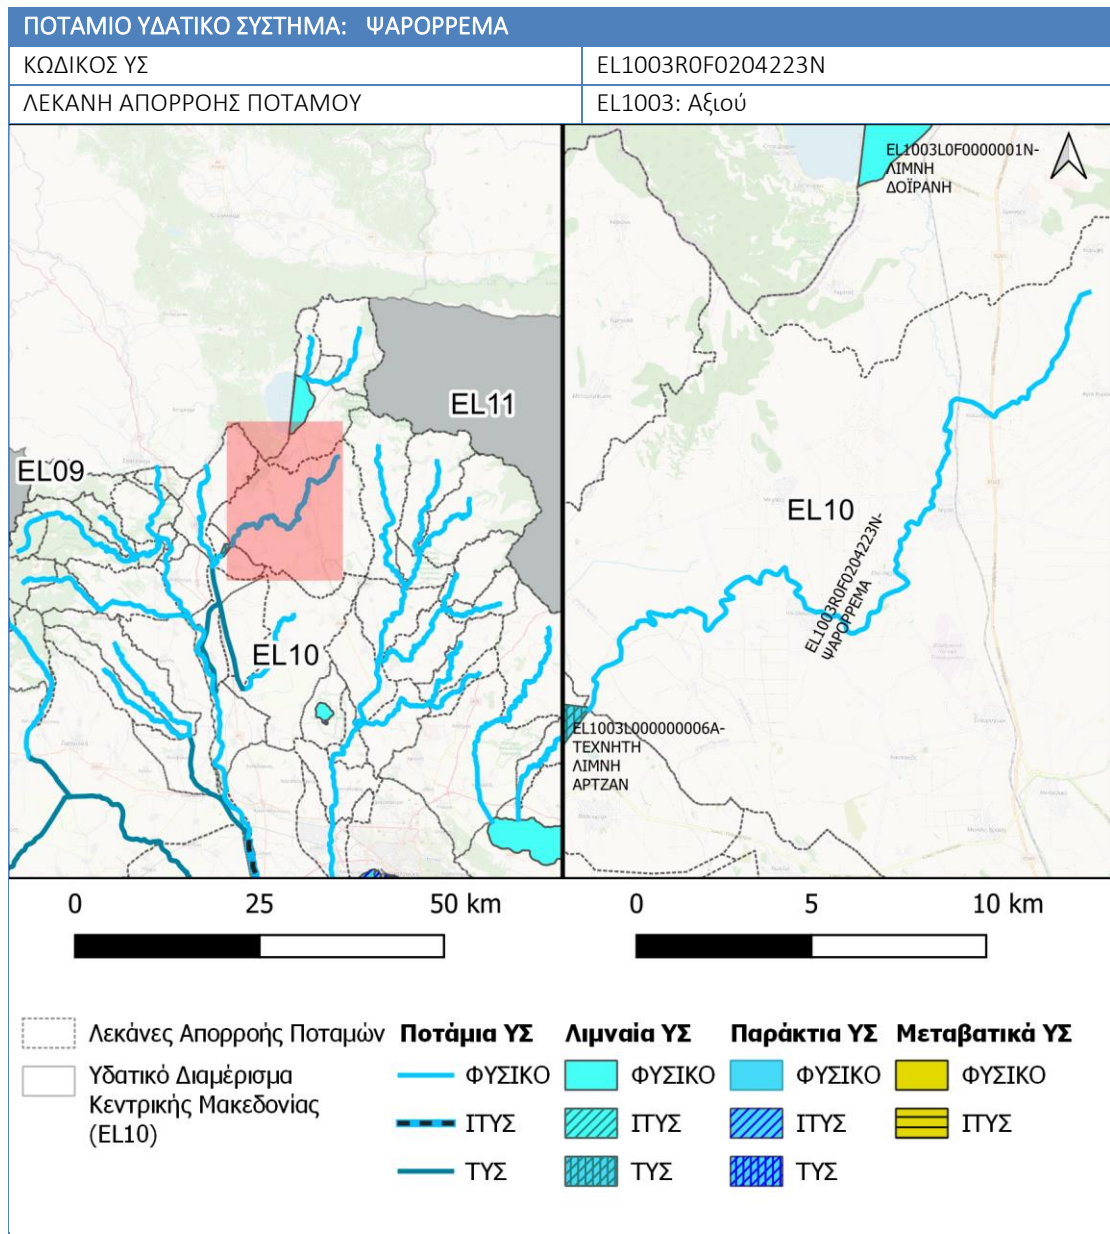 ΠΟΤΑΜΙΟ ΥΔΑΤΙΚΟ ΣΥΣΤΗΜΑ: ΨΑΡΟΡΡΕΜΑ
ΚΩΔΙΚΟΣ ΥΣ EL1003R0F0204223N
ΛΕΚΑΝΗ ΑΠΟΡΡΟΗΣ ΠΟΤΑΜΟΥ EL1003: Αξιού
EL11
EL09
EL10
EL1003L0F0000001N-
ΛΙΜΝΗ
ΔΟΪΡΑΝΗ
EL10
EL1003R0F0204223N-
ΨΑΡΟΡΡΕΜΑ
EL1003L000000006A-
ΤΕΧΝΗΤΗ
ΛΙΜΝΗ
ΑΡΤΖΑΝ
0 25 50 km
0 5 10 km
Λεκάνες Απορροής Ποταμών
Υδατικό Διαμέρισμα
Κεντρικής Μακεδονίας
(EL10)
Ποτάμια ΥΣ
ΦΥΣΙΚΟ
ΙΤΥΣ
ΤΥΣ
Λιμναία ΥΣ
ΦΥΣΙΚΟ
ΙΤΥΣ
ΤΥΣ
Παράκτια ΥΣ
ΦΥΣΙΚΟ
ΙΤΥΣ
ΤΥΣ
Μεταβατικά ΥΣ
ΦΥΣΙΚΟ
ΙΤΥΣ